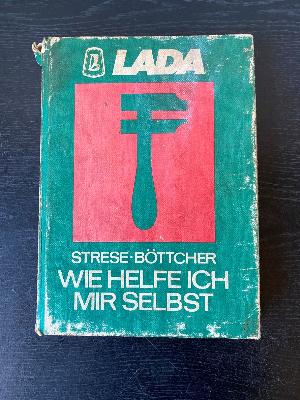 LADA
STRESE·BÖTTCHER
WIE HELFE ICH
MIR SELBST